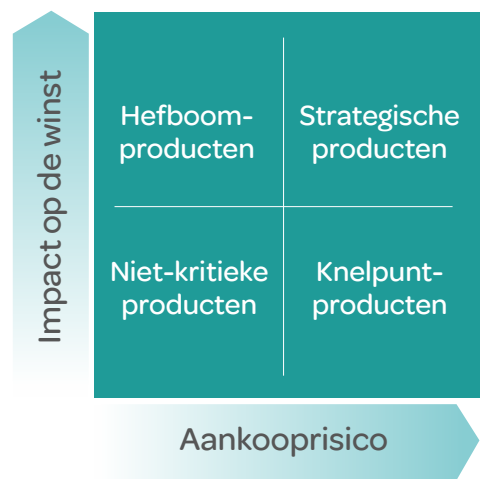 Impact op de winst
Hefboom-
producten
Strategische
producten
Niet-kritieke
producten
Knelpunt-
producten
Aankooprisico